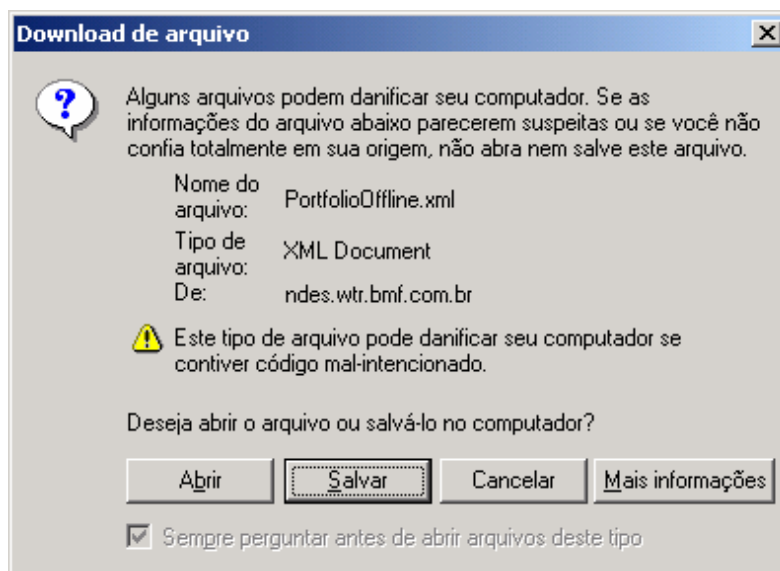 Download de arquivo
Alguns arquivos podem danificar seu computador. Se as
informações do arquivo abaixo parecerem suspeitas ou se você não
confia totalmente em sua origem, não abra nem salve este arquivo.
Nome do
arquivo:
PortfolioOffline.xml
Tipo de
arquivo:
XML Document
De:
ndes.wtr.bmf.com.br
Este tipo de arquivo pode danificar seu computador se
contiver código mal-intencionado.
Deseja abrir o arquivo ou salvá-lo no computador?
Abrir
Salvar
Cancelar
Mais informações
Sempre perguntar antes de abrir arquivos deste tipo